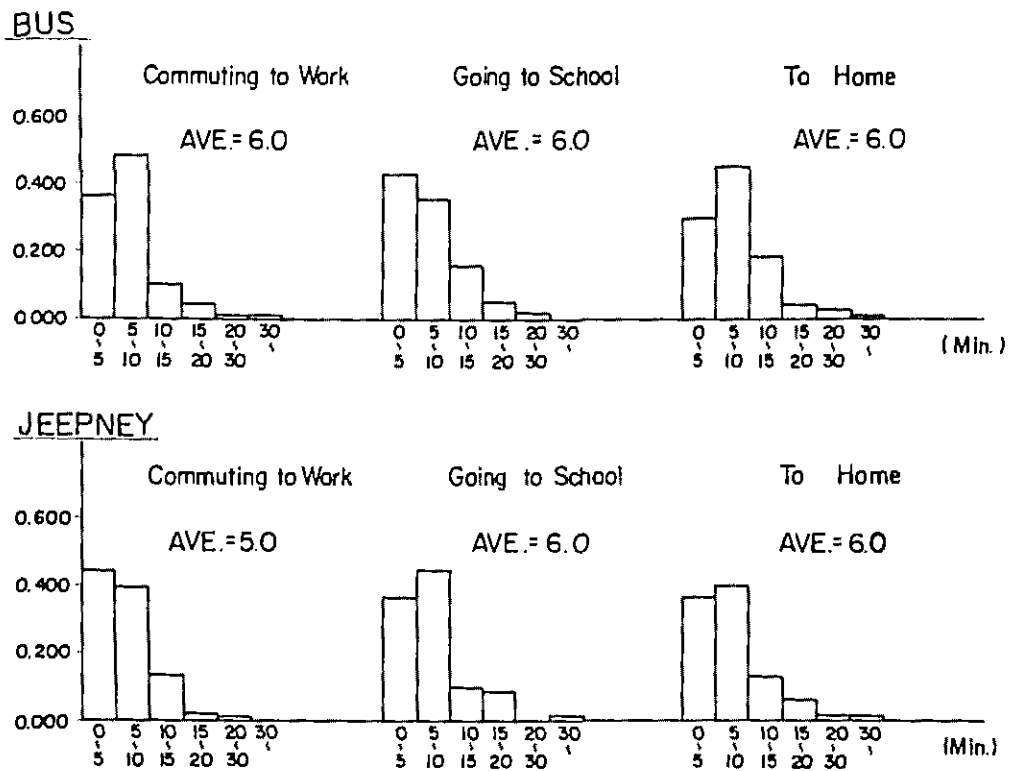 BUS
Commuting to Work Going to School To Home
0.600
AVE.= 6.0 AVE.= 6.0 AVE.= 6.0
0.400
0.200
0.000
0 5 10 15 20 30 0 5 10 15 20 30 0 5 10 15 20 30
~ ~ ~ ~ ~ ~ ~ ~ ~ ~ ~ ~ ~ ~ ~ ~ ~ ~ (Min.)
5 10 15 20 30 5 10 15 20 30 5 10 15 20 30
JEEPNEY
Commuting to Work Going to School To Home
0.600
AVE.=5.0 AVE.= 6.0 AVE.=6.0
0.400
0.200
0.000
0 5 10 15 20 30 0 5 10 15 20 30 0 5 10 15 20 30
~ ~ ~ ~ ~ ~ ~ ~ ~ ~ ~ ~ ~ ~ ~ ~ ~ ~ (Min.)
5 10 15 20 30 5 10 15 20 30 5 10 15 20 30